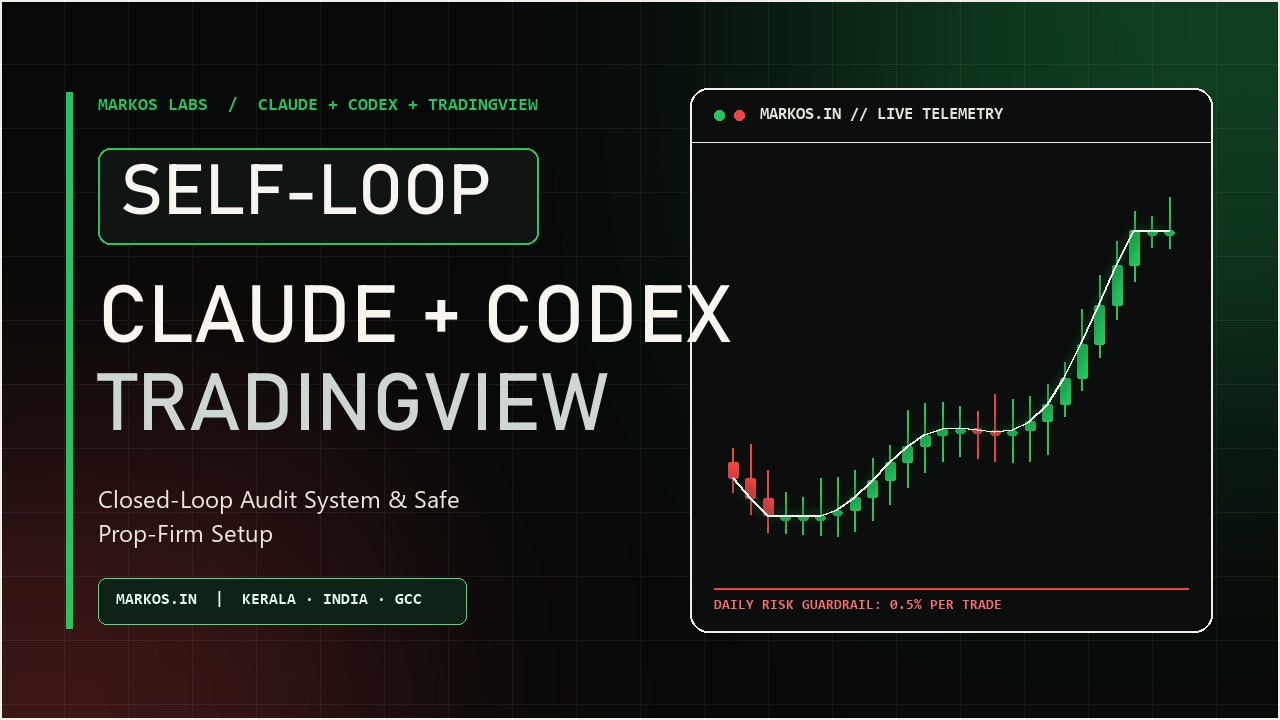 MARKOS LABS / CLAUDE + CODEX + TRADINGVIEW
SELF-LOOP
CLAUDE + CODEX
TRADINGVIEW
Closed-Loop Audit System & Safe
Prop-Firm Setup
MARKOS.IN | KERALA · INDIA · GCC
MARKOS.IN // LIVE TELEMETRY
DAILY RISK GUARDRAIL: 0.5% PER TRADE